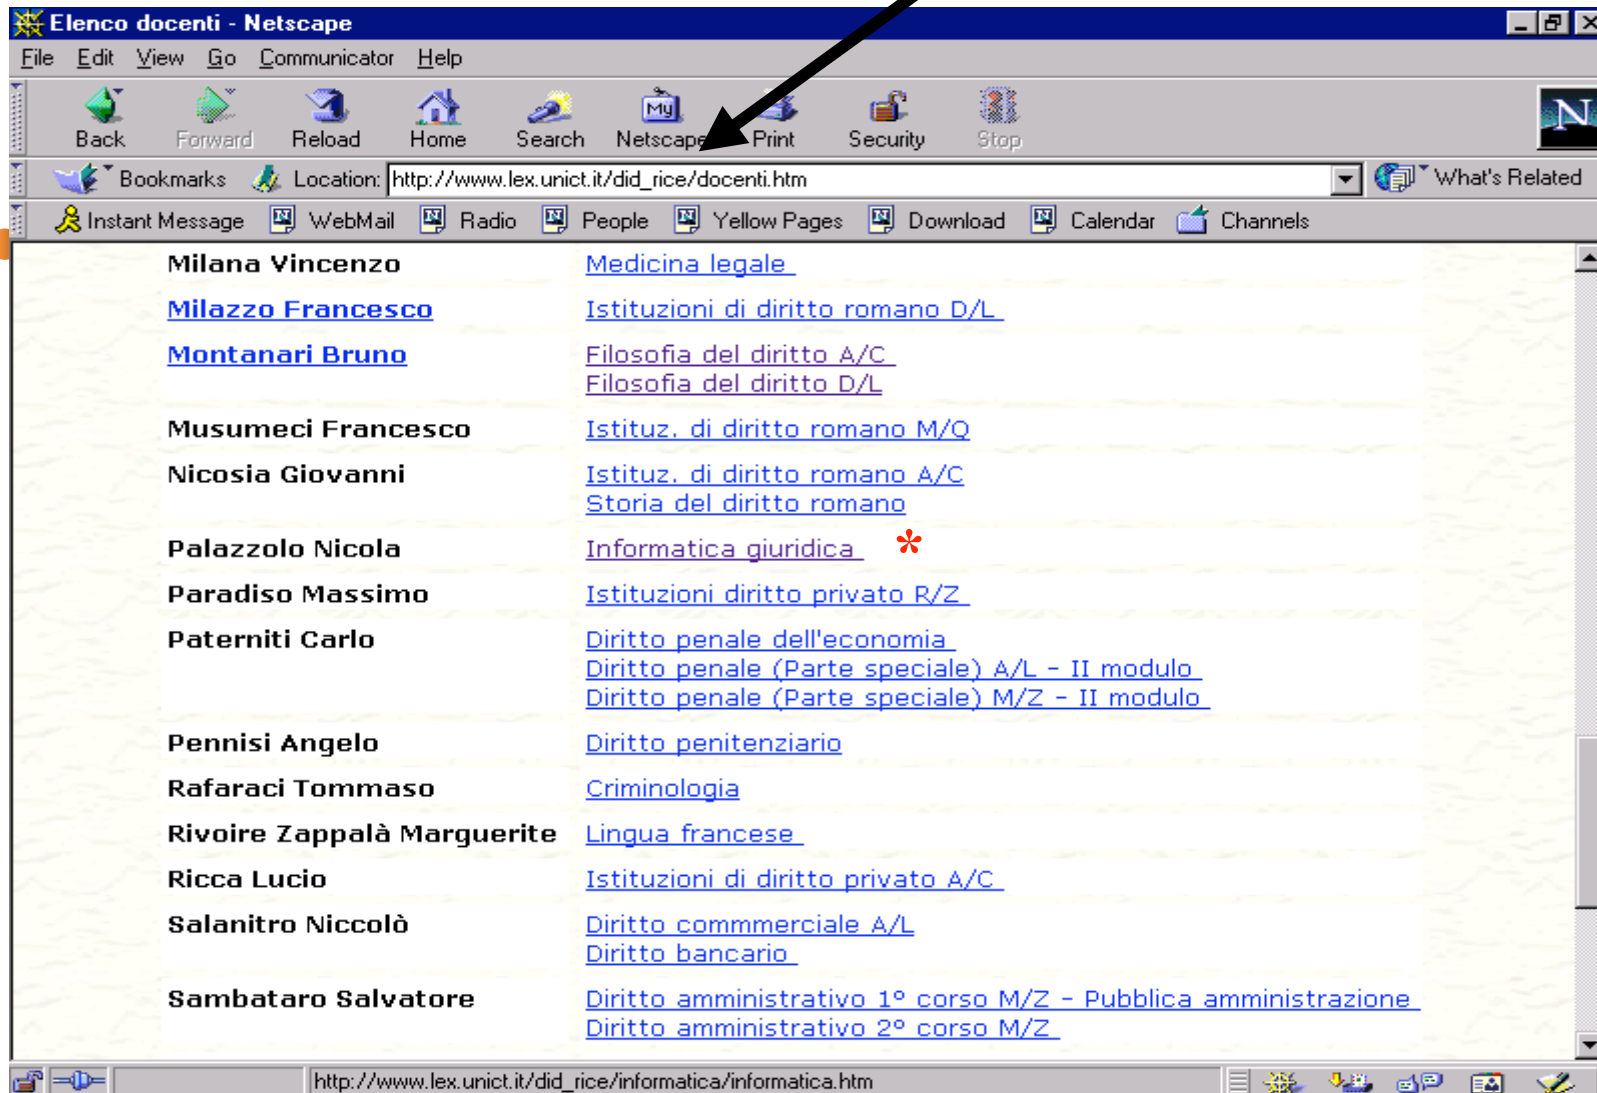 Elenco docenti - Netscape
File Edit View Go Communicator Help
My N
Back Forward Reload Home Search Netscape Print Security Stop
Bookmarks Location: http://www.lex.unict.it/did_rice/docenti.htm What's Related
Instant Message WebMail Radio People Yellow Pages Download Calendar Channels
Milana Vincenzo Medicina legale
Milazzo Francesco Istituzioni di diritto romano D/L
Montanari Bruno Filosofia del diritto A/C
Filosofia del diritto D/L
Musumeci Francesco Istituz. di diritto romano M/Q
Nicosia Giovanni Istituz. di diritto romano A/C
Storia del diritto romano
Palazzolo Nicola Informatica giuridica *
Paradiso Massimo Istituzioni diritto privato R/Z
Paterniti Carlo Diritto penale dell'economia
Diritto penale (Parte speciale) A/L - II modulo
Diritto penale (Parte speciale) M/Z - II modulo
Pennisi Angelo Diritto penitenziario
Rafaraci Tommaso Criminologia
Rivoire Zappalà Marguerite Lingua francese
Ricca Lucio Istituzioni di diritto privato A/C
Salanitro Niccolò Diritto commmerciale A/L
Diritto bancario
Sambataro Salvatore Diritto amministrativo 1º corso M/Z - Pubblica amministrazione
Diritto amministrativo 2º corso M/Z
http://www.lex.unict.it/did_rice/informatica/informatica.htm